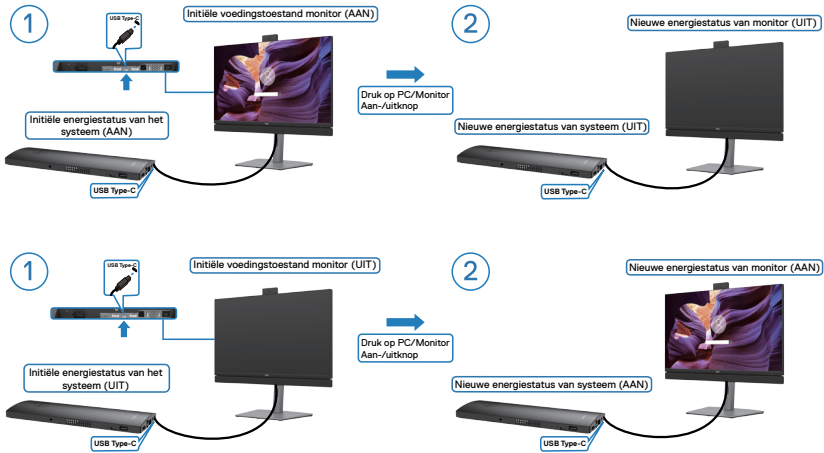 1
USB Type-C
Initiële voedingstoestand monitor (AAN)
Initiële energiestatus van het
systeem (AAN)
USB Type-C
Druk op PC/Monitor
Aan-/uitknop
2
Nieuwe energiestatus van monitor (UIT)
Nieuwe energiestatus van systeem (UIT)
USB Type-C
1
USB Type-C
Initiële voedingstoestand monitor (UIT)
Initiële energiestatus van het
systeem (UIT)
USB Type-C
Druk op PC/Monitor
Aan-/uitknop
2
Nieuwe energiestatus van monitor (AAN)
Nieuwe energiestatus van systeem (AAN)
USB Type-C